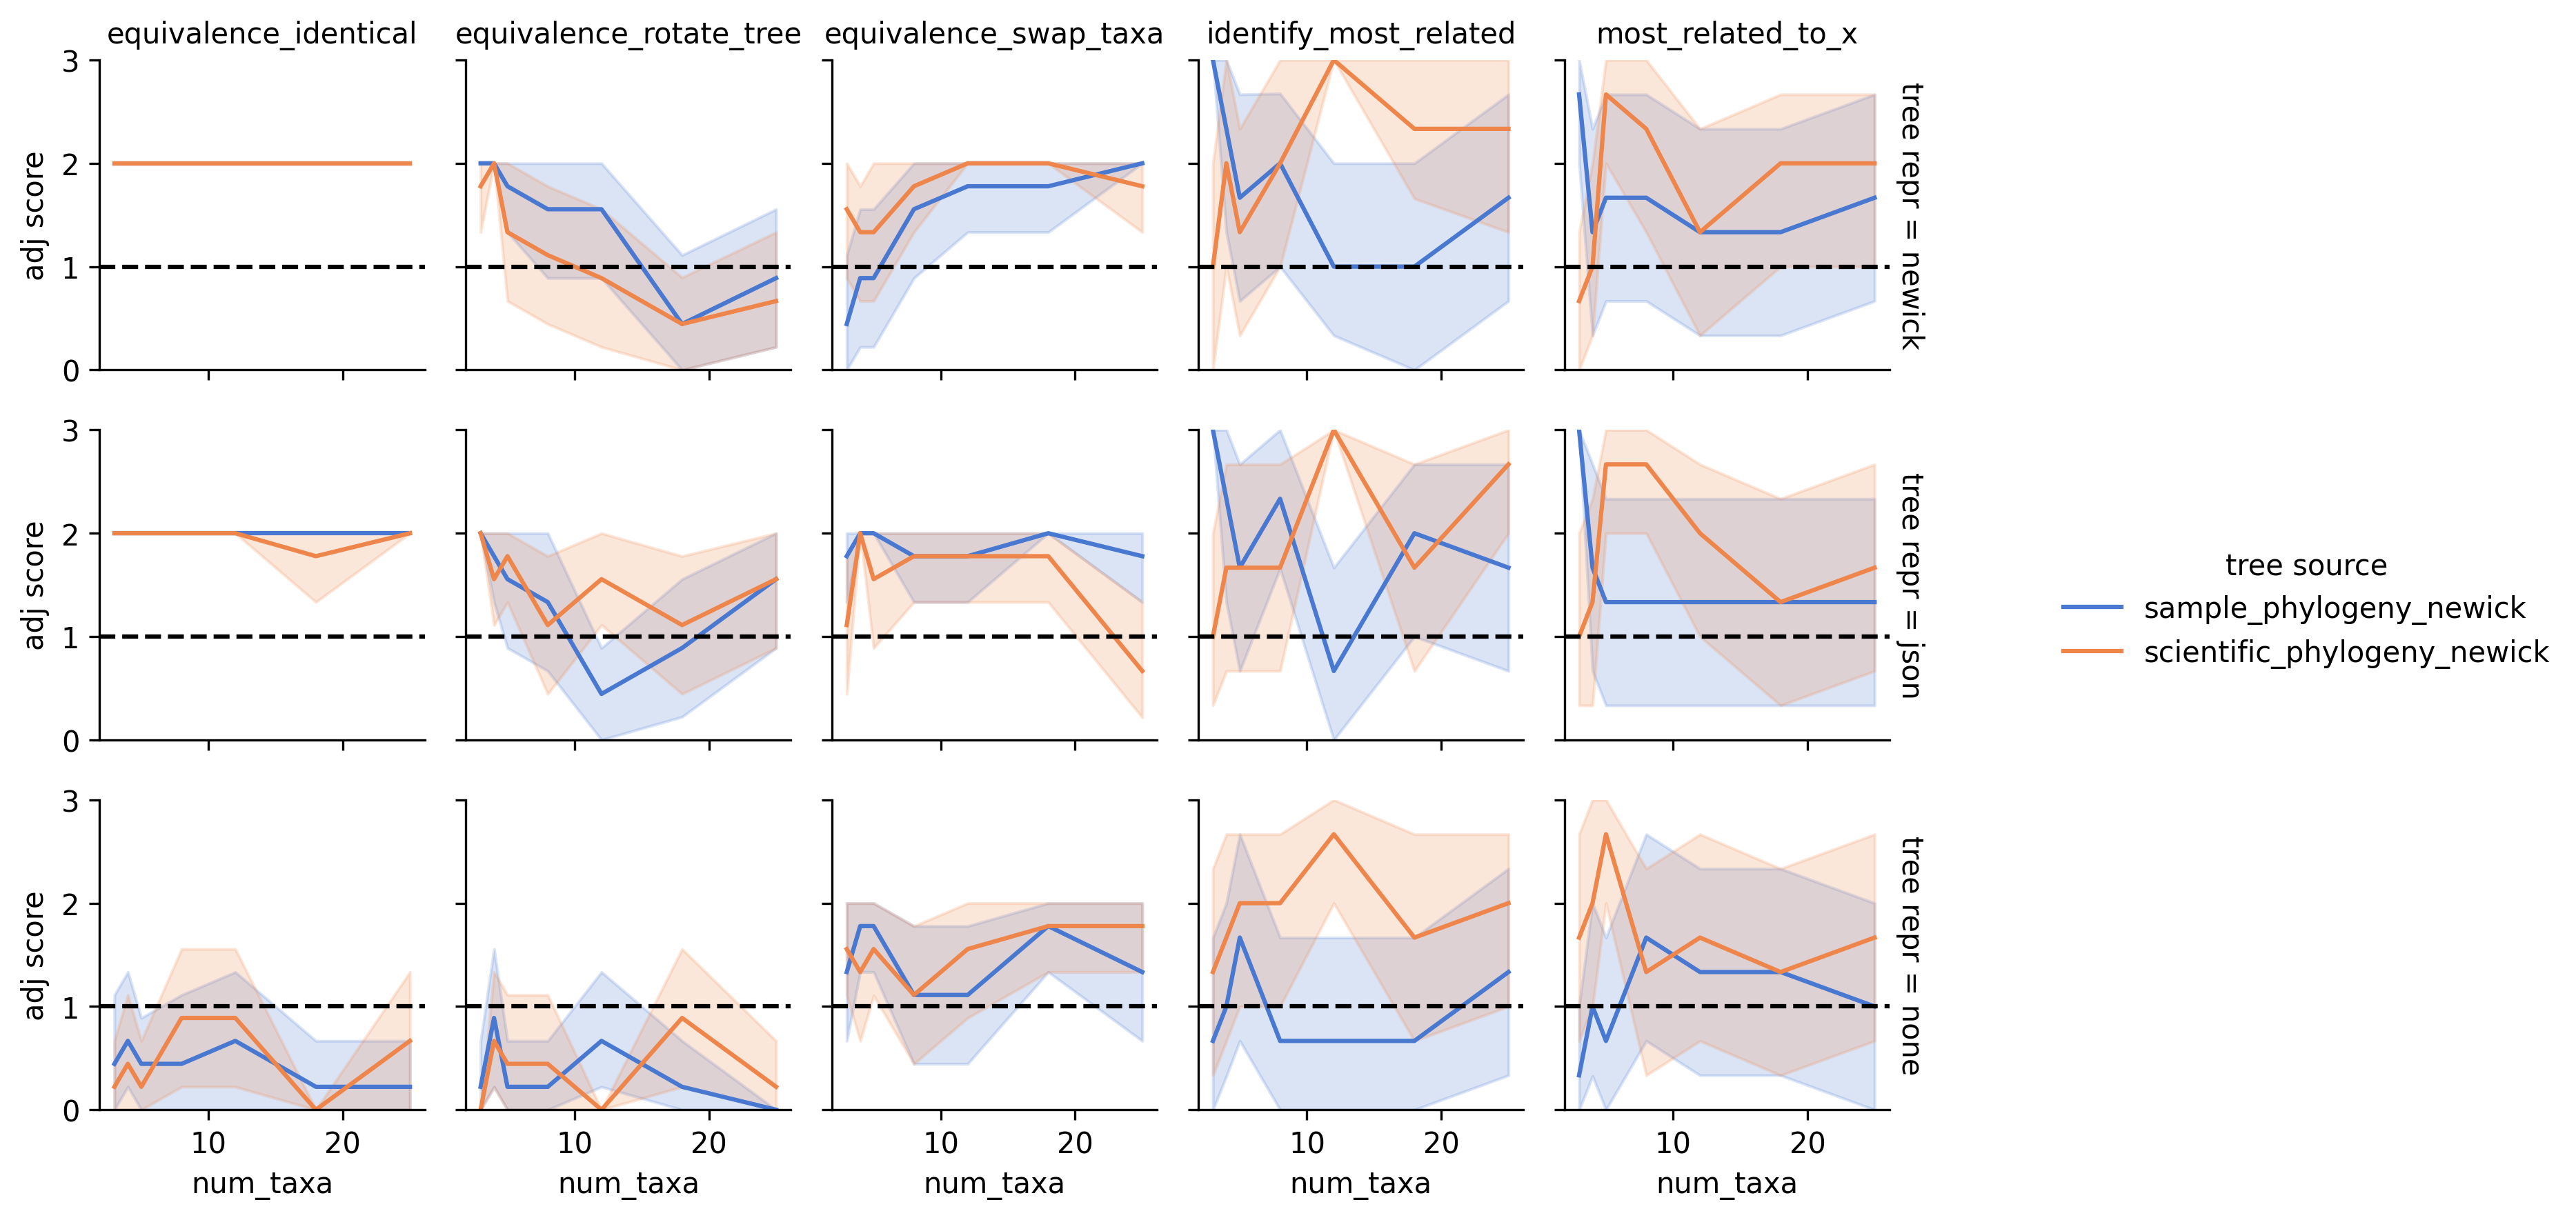 equivalence_identical
equivalence_rotate_tree
equivalence_swap_taxa
identify_most_related
most_related_to_x
3
2
1
0
adj score
tree repr = newick
3
2
1
0
adj score
tree repr = json
3
2
1
0
adj score
tree repr = none
10 20
10 20
10 20
10 20
10 20
num_taxa
num_taxa
num_taxa
num_taxa
num_taxa
tree source
sample_phylogeny_newick
scientific_phylogeny_newick